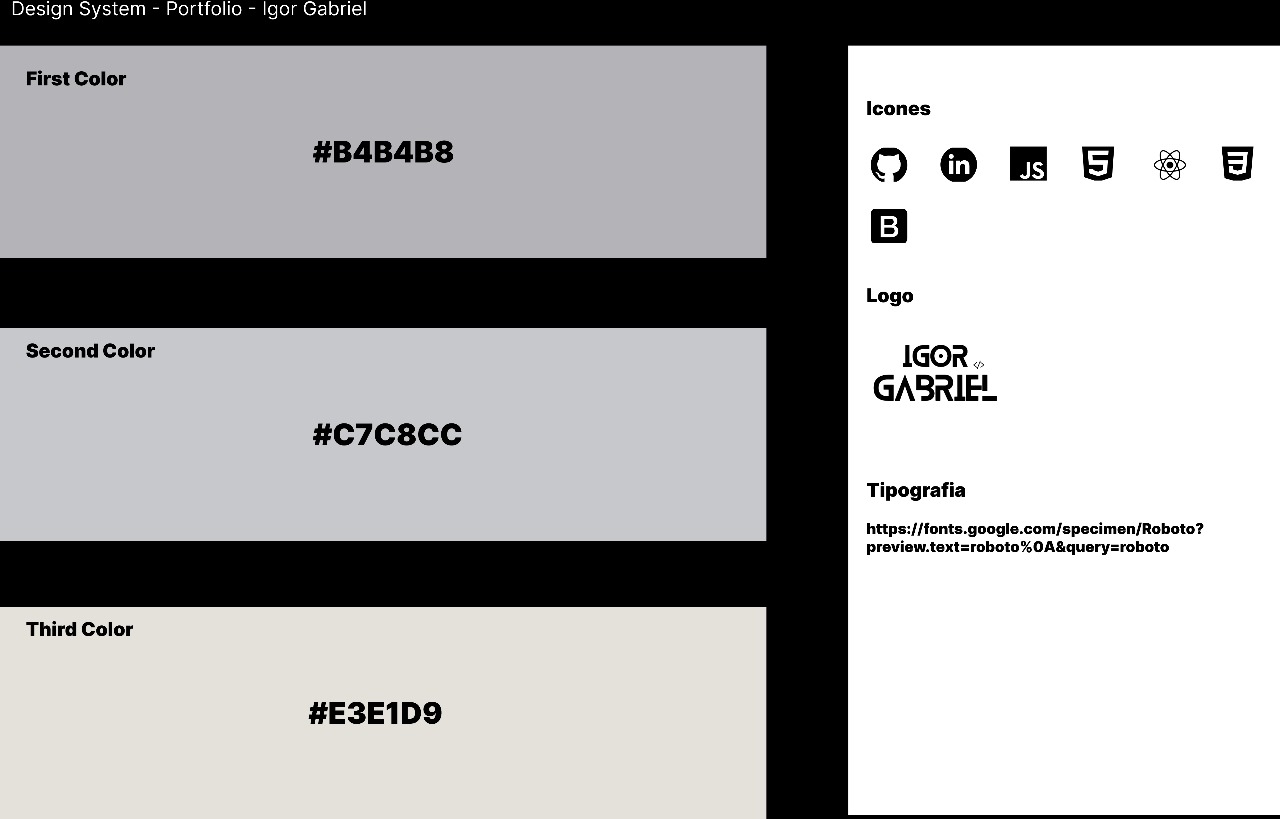 Design System - Portfolio - Igor Gabriel
First Color
#B4B4B8
Second Color
#C7C8CC
Third Color
#E3E1D9
Icones
in
JS
5
3
B
Logo
IGOR </>
GABRIEL
Tipografia
https://fonts.google.com/specimen/Roboto?
preview.text=roboto%0A&query=roboto